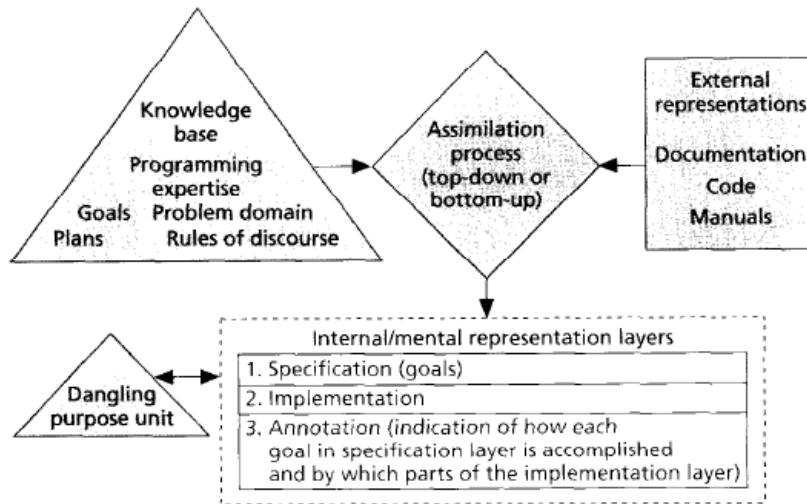 Knowledge
base
Programming
expertise
Goals Problem domain
Plans Rules of discourse
Assimilation
process
(top-down or
bottom-up)
External
representations
Documentation
Code
Manuals
Dangling
purpose unit
Internal/mental representation layers
1. Specification (goals)
2. Implementation
3. Annotation (indication of how each
goal in specification layer is accomplished
and by which parts of the implementation layer)